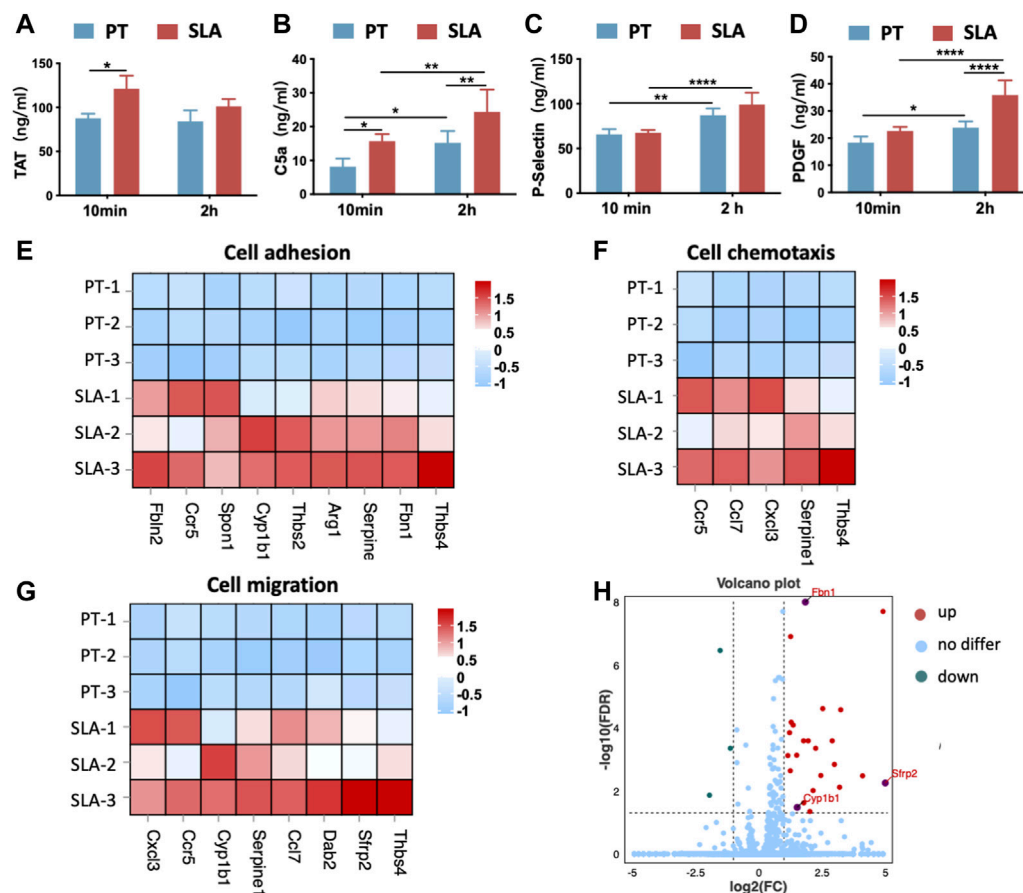 A PT SLA
TAT (ng/ml)
150
100
50
0
*
10min 2h
B PT SLA
C5a (ng/ml)
40
30
20
10
0
* * ** **
10min 2h
C PT SLA
P-Selectin (ng/ml)
150
100
50
0
** ****
10 min 2 h
D PT SLA
PDGF (ng/ml)
50
40
30
20
10
0
* **** ****
10min 2h
E Cell adhesion
PT-1
PT-2
PT-3
SLA-1
SLA-2
SLA-3
Fbln2 Ccr5 Spon1 Cyp1b1 Thbs2 Arg1 Serpine Fbn1 Thbs4
1.5
1
0.5
0
-0.5
-1
F Cell chemotaxis
PT-1
PT-2
PT-3
SLA-1
SLA-2
SLA-3
Ccr5 Ccl7 Cxcl3 Serpine1 Thbs4
1.5
1
0.5
0
-0.5
-1
G Cell migration
PT-1
PT-2
PT-3
SLA-1
SLA-2
SLA-3
Cxcl3 Ccr5 Cyp1b1 Serpine1 Ccl7 Dab2 Sfrp2 Thbs4
1.5
1
0.5
0
-0.5
-1
H Volcano plot
-log10(FDR)
8
6
4
2
0
Fbn1
Sfrp2
Cyp1b1
-5 -2.5 0 2.5 5
log2(FC)
up
no differ
down